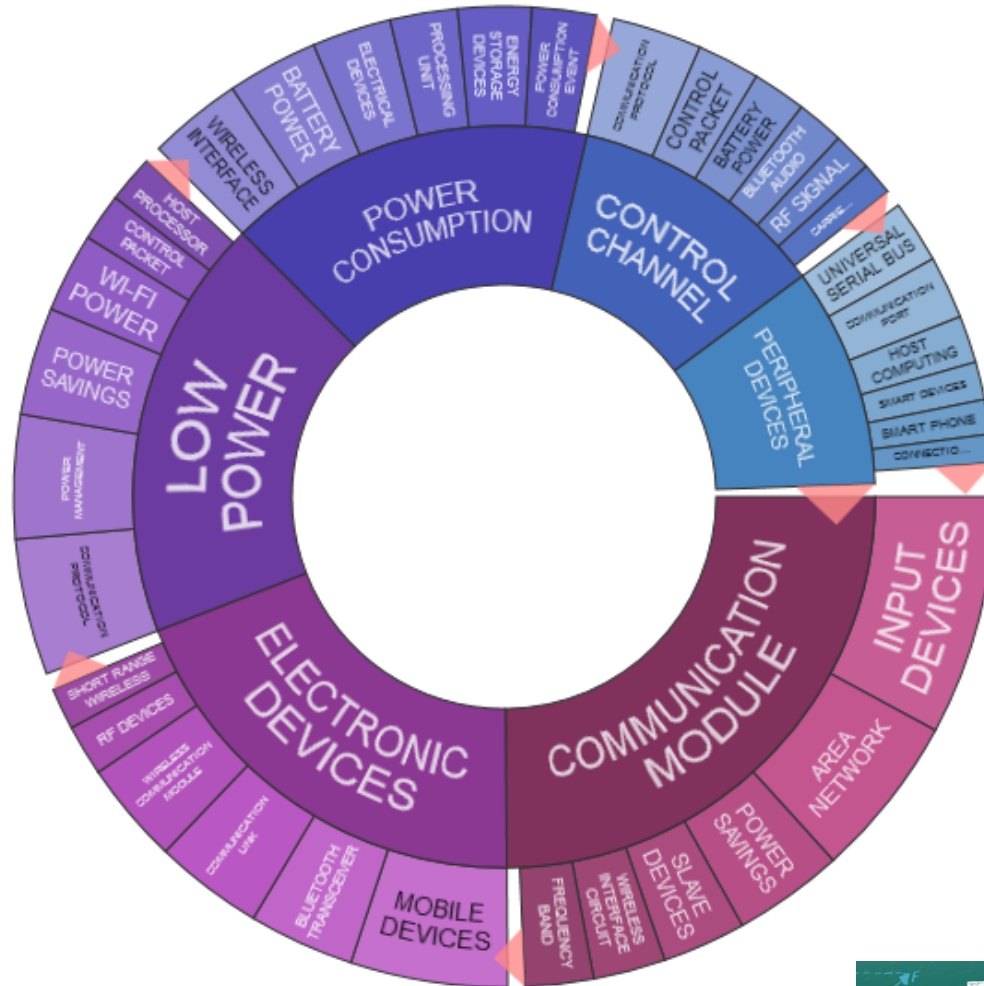 POWER
CONSUMPTION
WIRELESS
INTERFACE
BATTERY
POWER
ELECTRICAL
DEVICES
PROCESSING
UNIT
ENERGY
STORAGE
DEVICES
POWER
CONSUMPTION
EVENT
CONTROL
CHANNEL
COMMUNICATION
PROTOCOL
CONTROL
PACKET
BATTERY
POWER
BLUETOOTH
AUDIO
RF SIGNAL
CARRIE...
PERIPHERAL
DEVICES
UNIVERSAL
SERIAL BUS
COMMUNICATION
PORT
HOST
COMPUTING
SMART DEVICES
SMART PHONE
CONNECTIO...
COMMUNICATION
MODULE
INPUT
DEVICES
AREA
NETWORK
POWER
SAVINGS
SLAVE
DEVICES
WIRELESS
INTERFACE
CIRCUIT
FREQUENCY
BAND
ELECTRONIC
DEVICES
MOBILE
DEVICES
BLUETOOTH
TRANSCEIVER
COMMUNICATION
LINK
WIRELESS
COMMUNICATION
MODULE
RF DEVICES
SHORT RANGE
WIRELESS
LOW
POWER
COMMUNICATION
PROTOCOL
POWER
MANAGEMENT
POWER
SAVINGS
WI-FI
POWER
CONTROL
PACKET
HOST
PROCESSOR
F